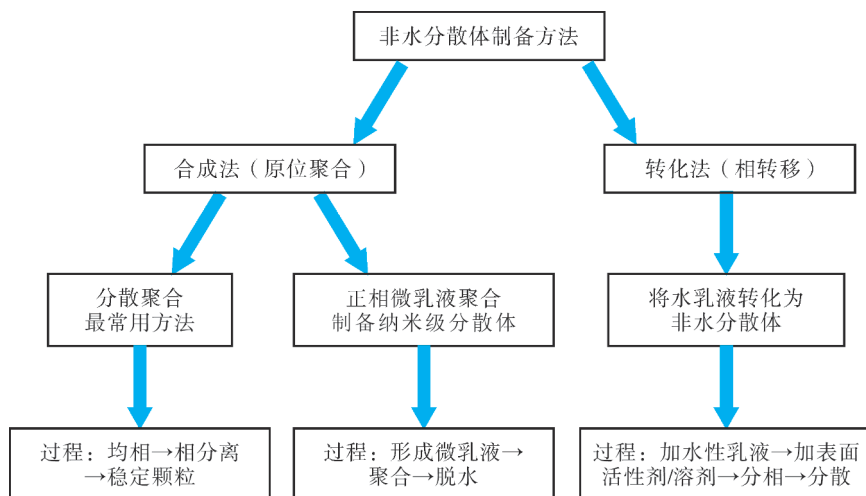 非水分散体制备方法
合成法（原位聚合）
转化法（相转移）
分散聚合
最常用方法
正相微乳液聚合
制备纳米级分散体
将水乳液转化为
非水分散体
过程：均相→相分离
→稳定颗粒
过程：形成微乳液→
聚合→脱水
过程：加水性乳液→加表面
活性剂/溶剂→分相→分散